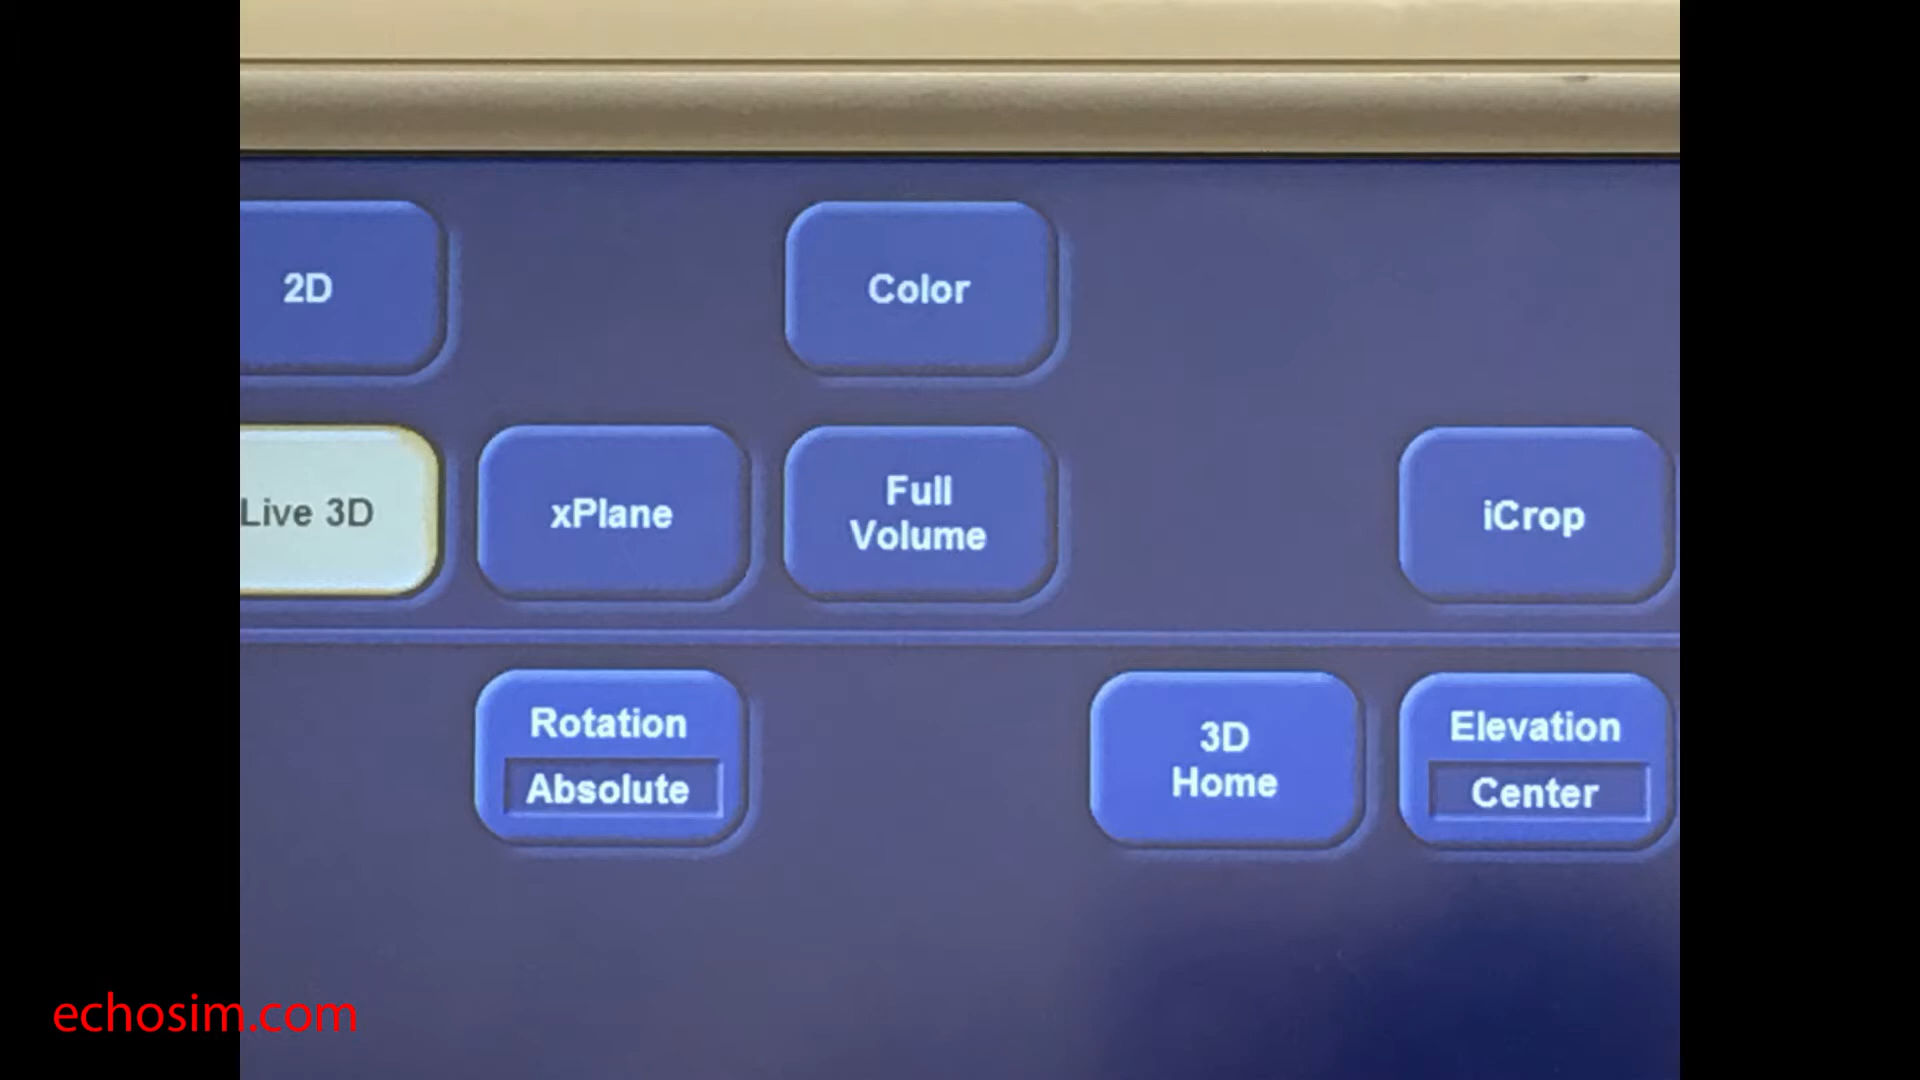 2D
Color
Live 3D
xPlane
Full
Volume
iCrop
Rotation
Absolute
3D
Home
Elevation
Center
echosim.com